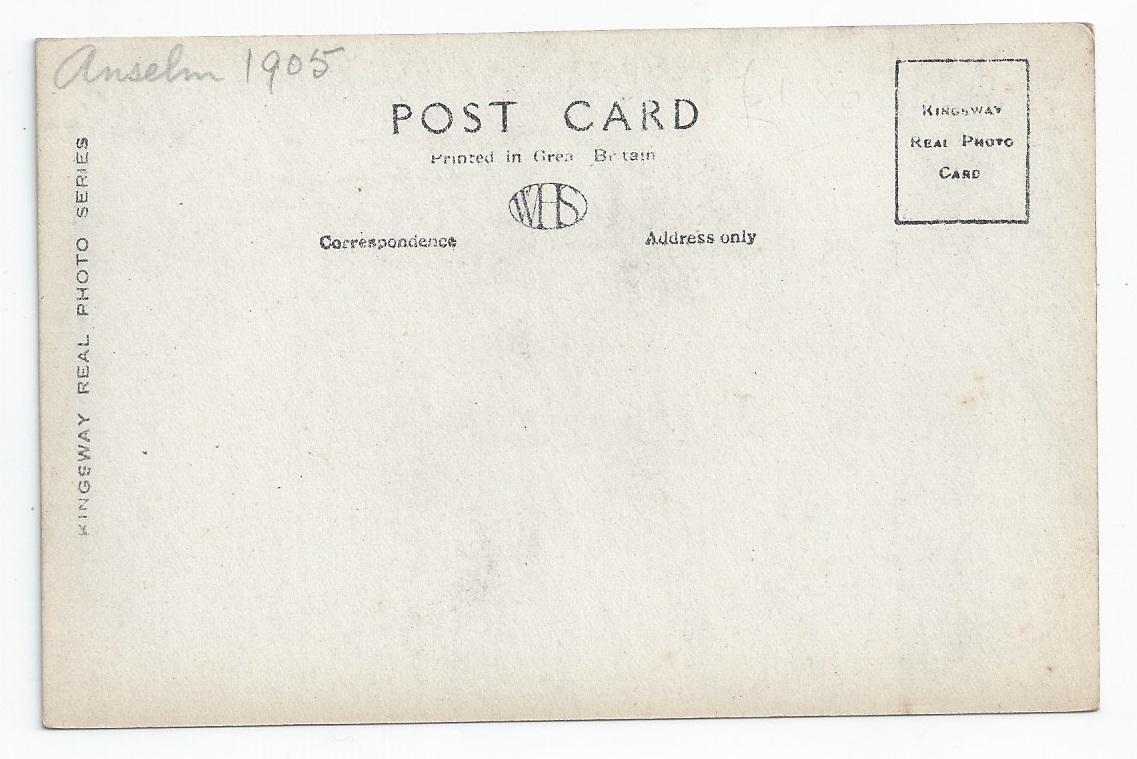 Anselm 1905
POST CARD
Printed in Great Britain
WHS
Correspondence
Address only
KINGSWAY
REAL PHOTO
CARD
KINGSWAY REAL PHOTO SERIES